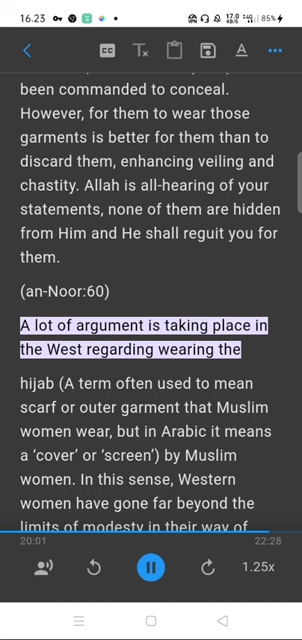 16.23
17.0 KB/S
85%
CC
A
been commanded to conceal.
However, for them to wear those
garments is better for them than to
discard them, enhancing veiling and
chastity. Allah is all-hearing of your
statements, none of them are hidden
from Him and He shall reguit you for
them.
(an-Noor:60)
A lot of argument is taking place in
the West regarding wearing the
hijab (A term often used to mean
scarf or outer garment that Muslim
women wear, but in Arabic it means
a ‘cover’ or ‘screen’) by Muslim
women. In this sense, Western
women have gone far beyond the
limits of modesty in their way of
20:01
22:28
1.25x